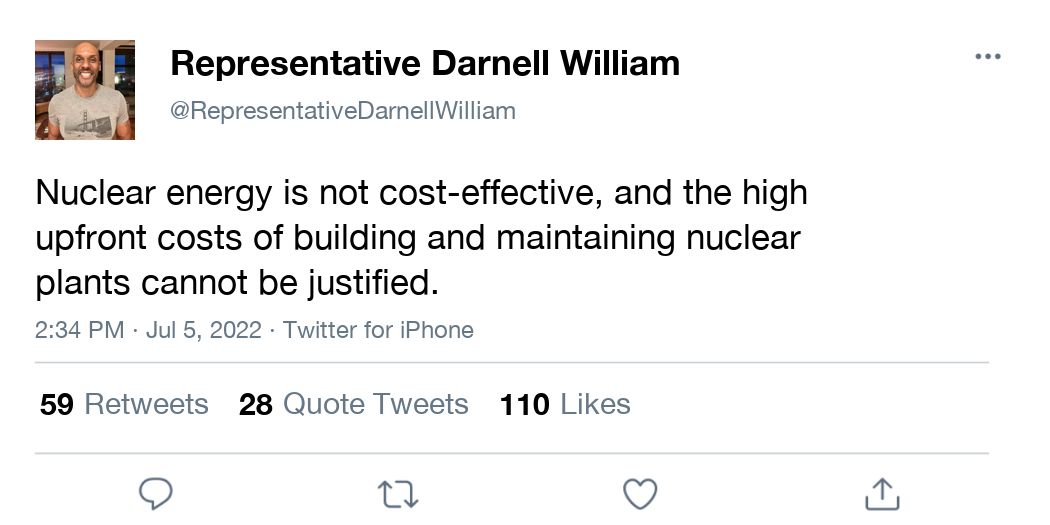 Representative Darnell William
@RepresentativeDarnellWilliam
Nuclear energy is not cost-effective, and the high
upfront costs of building and maintaining nuclear
plants cannot be justified.
2:34 PM · Jul 5, 2022 · Twitter for iPhone
59 Retweets 28 Quote Tweets 110 Likes